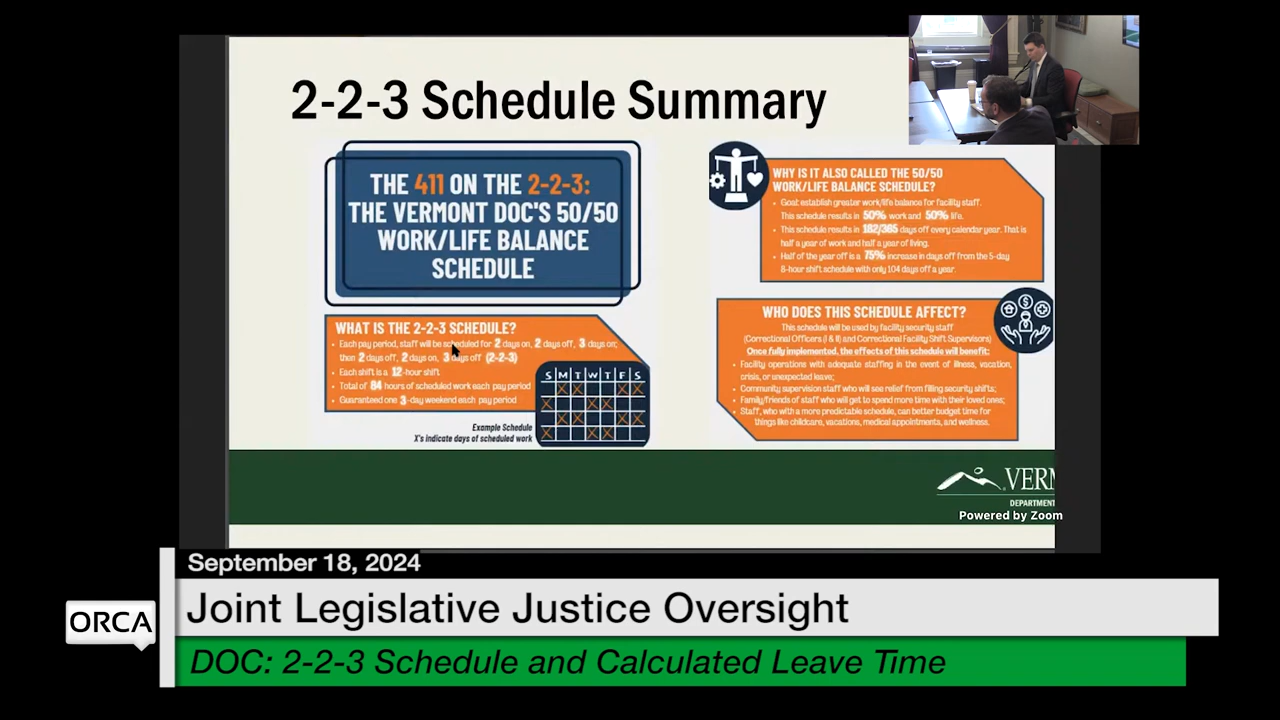 2-2-3 Schedule Summary
THE 411 ON THE 2-2-3:
THE VERMONT DOC'S 50/50
WORK/LIFE BALANCE
SCHEDULE
WHAT IS THE 2-2-3 SCHEDULE?
• Each pay period, staff will be scheduled for 2 days on, 2 days off, 3 days on;
then 2 days off, 2 days on, 3 days off (2-2-3)
• Each shift is a 12-hour shift
• Total of 84 hours of scheduled work each pay period
• Guaranteed one 3-day weekend each pay period
S M T W T F S
Example Schedule
X's indicate days of scheduled work
WHY IS IT ALSO CALLED THE 50/50
WORK/LIFE BALANCE SCHEDULE?
• Goal: establish greater work/life balance for facility staff.
This schedule results in 50% work and 50% life.
• This schedule results in 182/365 days off every calendar year. That is
half a year of work and half a year of living.
• Half of the year off is a 75% increase in days off from the 5-day
8-hour shift schedule with only 104 days off a year.
WHO DOES THIS SCHEDULE AFFECT?
This schedule will be used by facility security staff
(Correctional Officers (I & II) and Correctional Facility Shift Supervisors)
Once fully implemented, the effects of this schedule will benefit:
• Facility operations with adequate staffing in the event of illness, vacation,
crisis, or unexpected leave;
• Community supervision staff who will see relief from filling security shifts;
• Family/friends of staff who will get to spend more time with their loved ones;
• Staff, who with a more predictable schedule, can better budget time for
things like childcare, vacations, medical appointments, and wellness.
VERM
DEPARTMENT
Powered by Zoom
September 18, 2024
ORCA
Joint Legislative Justice Oversight
DOC: 2-2-3 Schedule and Calculated Leave Time